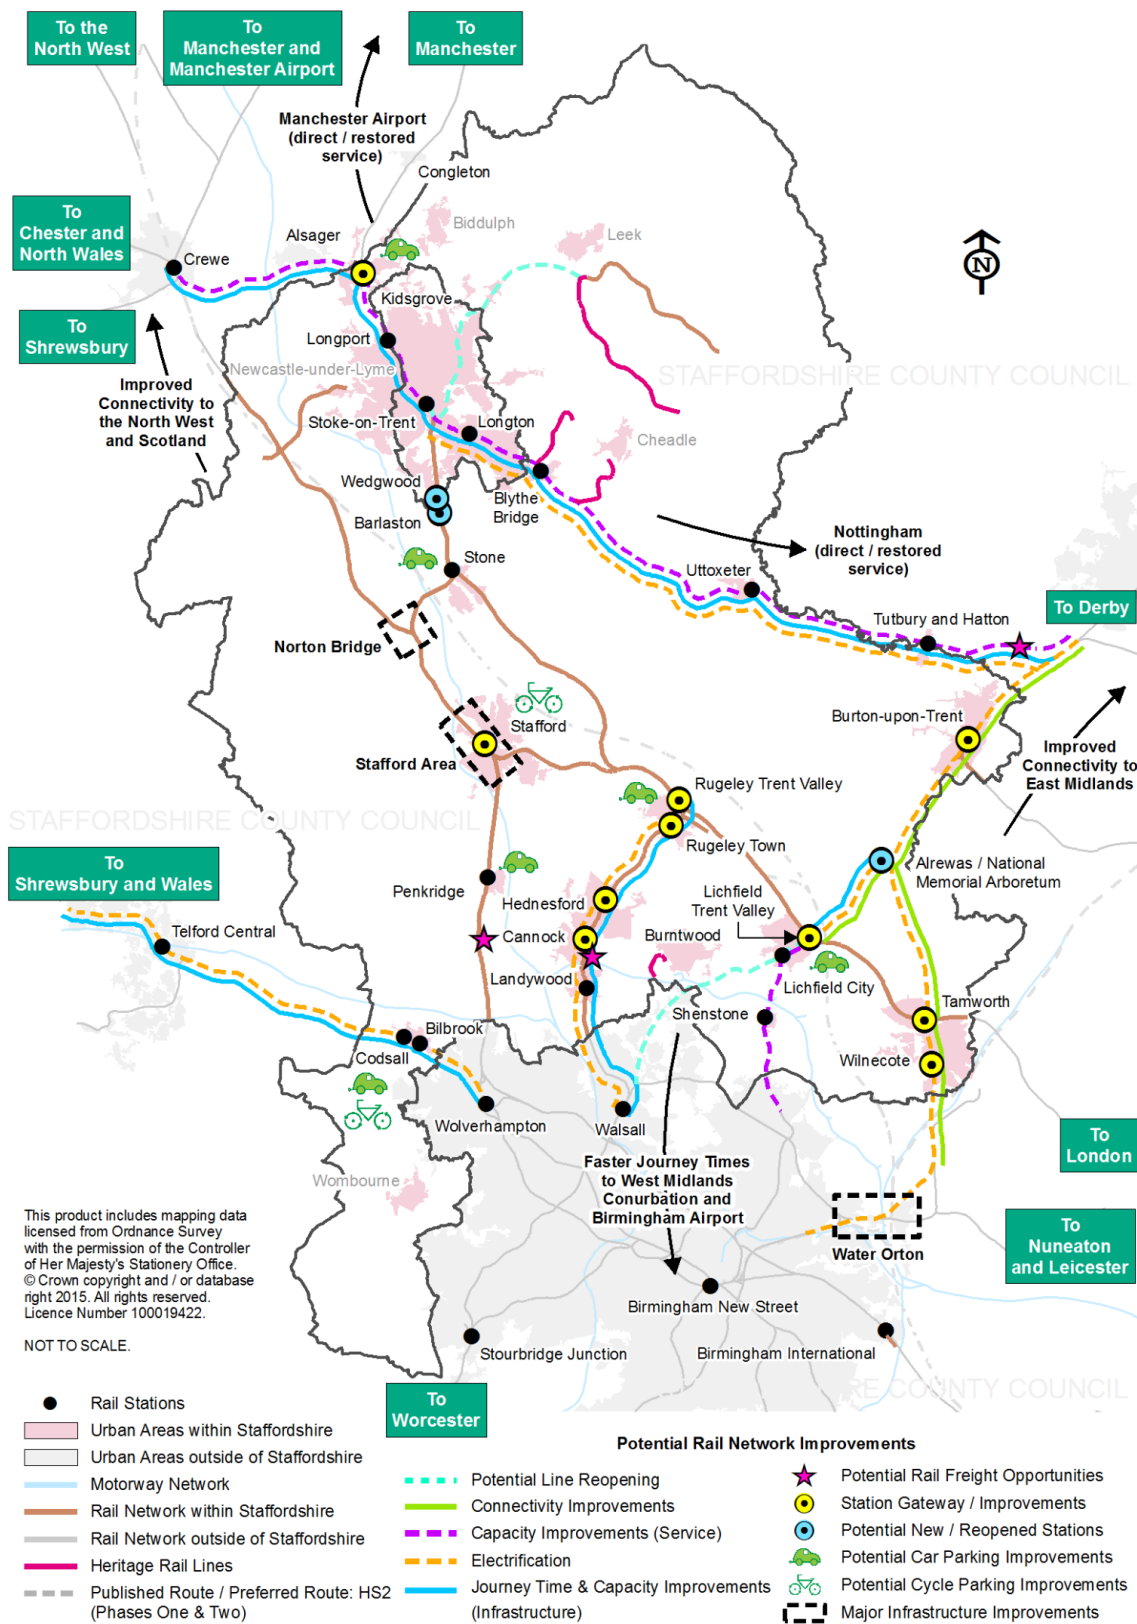 To the
North West
To
Manchester and
Manchester Airport
To
Manchester
Manchester Airport
(direct / restored
service)
Congleton
Biddulph
Leek
To
Chester and
North Wales
Alsager
Crewe
N
Kidsgrove
To
Shrewsbury
Longport
Newcastle-under-Lyme
STAFFORDSHIRE COUNTY COUNCIL
Improved
Connectivity to
the North West
and Scotland
Stoke-on-Trent
Longton
Cheadle
Wedgwood
Blythe
Bridge
Barlaston
Nottingham
(direct / restored
service)
Stone
Uttoxeter
To Derby
Tutbury and Hatton
Norton Bridge
Stafford
Burton-upon-Trent
Stafford Area
Improved
Connectivity to
East Midlands
Rugeley Trent Valley
STAFFORDSHIRE COUNTY COUNCIL
Rugeley Town
To
Shrewsbury and Wales
Alrewas / National
Memorial Arboretum
Penkridge
Hednesford
Lichfield
Trent Valley
Telford Central
Cannock
Burntwood
Landywood
Lichfield City
Tamworth
Shenstone
Bilbrook
Codsall
Wilnecote
Wolverhampton
Walsall
To
London
Faster Journey Times
to West Midlands
Conurbation and
Birmingham Airport
Wombourne
This product includes mapping data
licensed from Ordnance Survey
with the permission of the Controller
of Her Majesty's Stationery Office.
© Crown copyright and / or database
right 2015. All rights reserved.
Licence Number 100019422.
Water Orton
To
Nuneaton
and Leicester
Birmingham New Street
NOT TO SCALE.
Stourbridge Junction
Birmingham International
RE COUNTY COUNCIL
To
Worcester
Rail Stations
Urban Areas within Staffordshire
Urban Areas outside of Staffordshire
Motorway Network
Rail Network within Staffordshire
Rail Network outside of Staffordshire
Heritage Rail Lines
Published Route / Preferred Route: HS2
(Phases One & Two)
Potential Rail Network Improvements
Potential Line Reopening
Connectivity Improvements
Capacity Improvements (Service)
Electrification
Journey Time & Capacity Improvements
(Infrastructure)
Potential Rail Freight Opportunities
Station Gateway / Improvements
Potential New / Reopened Stations
Potential Car Parking Improvements
Potential Cycle Parking Improvements
Major Infrastructure Improvements